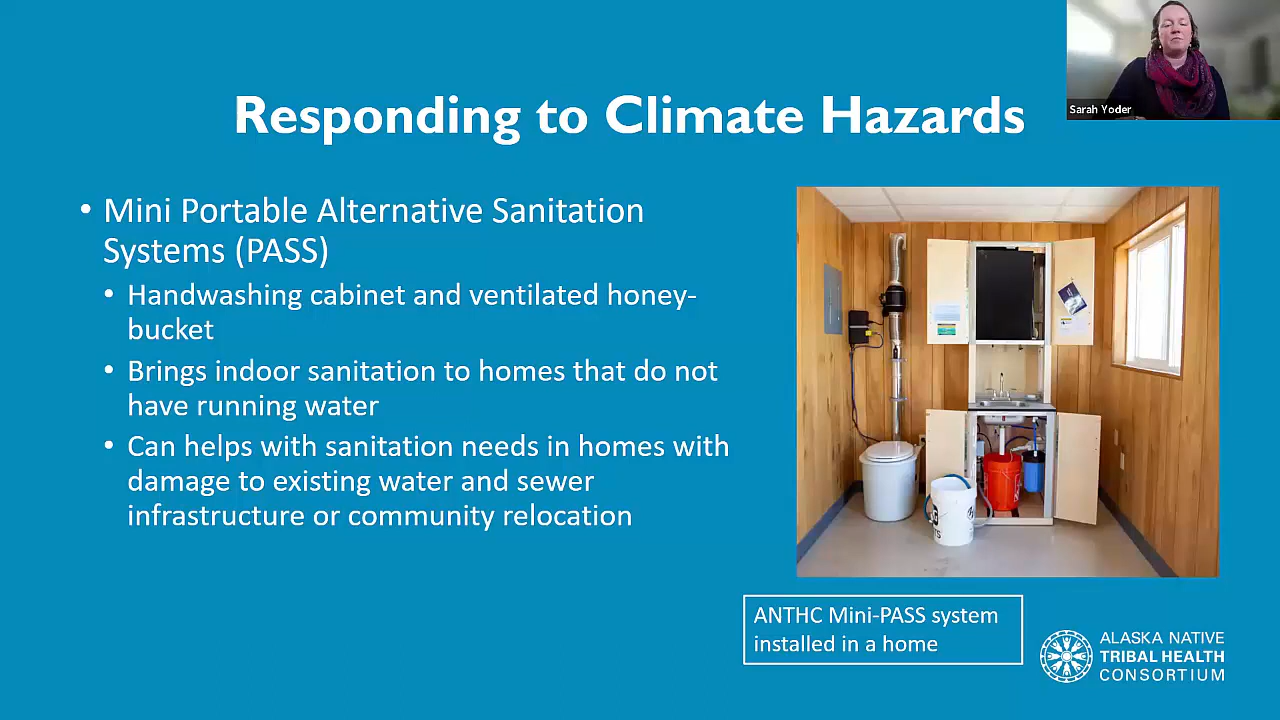 Sarah Yoder
Responding to Climate Hazards
• Mini Portable Alternative Sanitation
Systems (PASS)
• Handwashing cabinet and ventilated honey-
bucket
• Brings indoor sanitation to homes that do not
have running water
• Can helps with sanitation needs in homes with
damage to existing water and sewer
infrastructure or community relocation
ANTHC Mini-PASS system
installed in a home
ALASKA NATIVE
TRIBAL HEALTH
CONSORTIUM